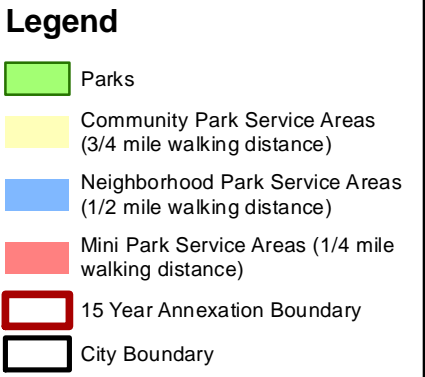 Legend
Parks
Community Park Service Areas
(3/4 mile walking distance)
Neighborhood Park Service Areas
(1/2 mile walking distance)
Mini Park Service Areas (1/4 mile
walking distance)
15 Year Annexation Boundary
City Boundary